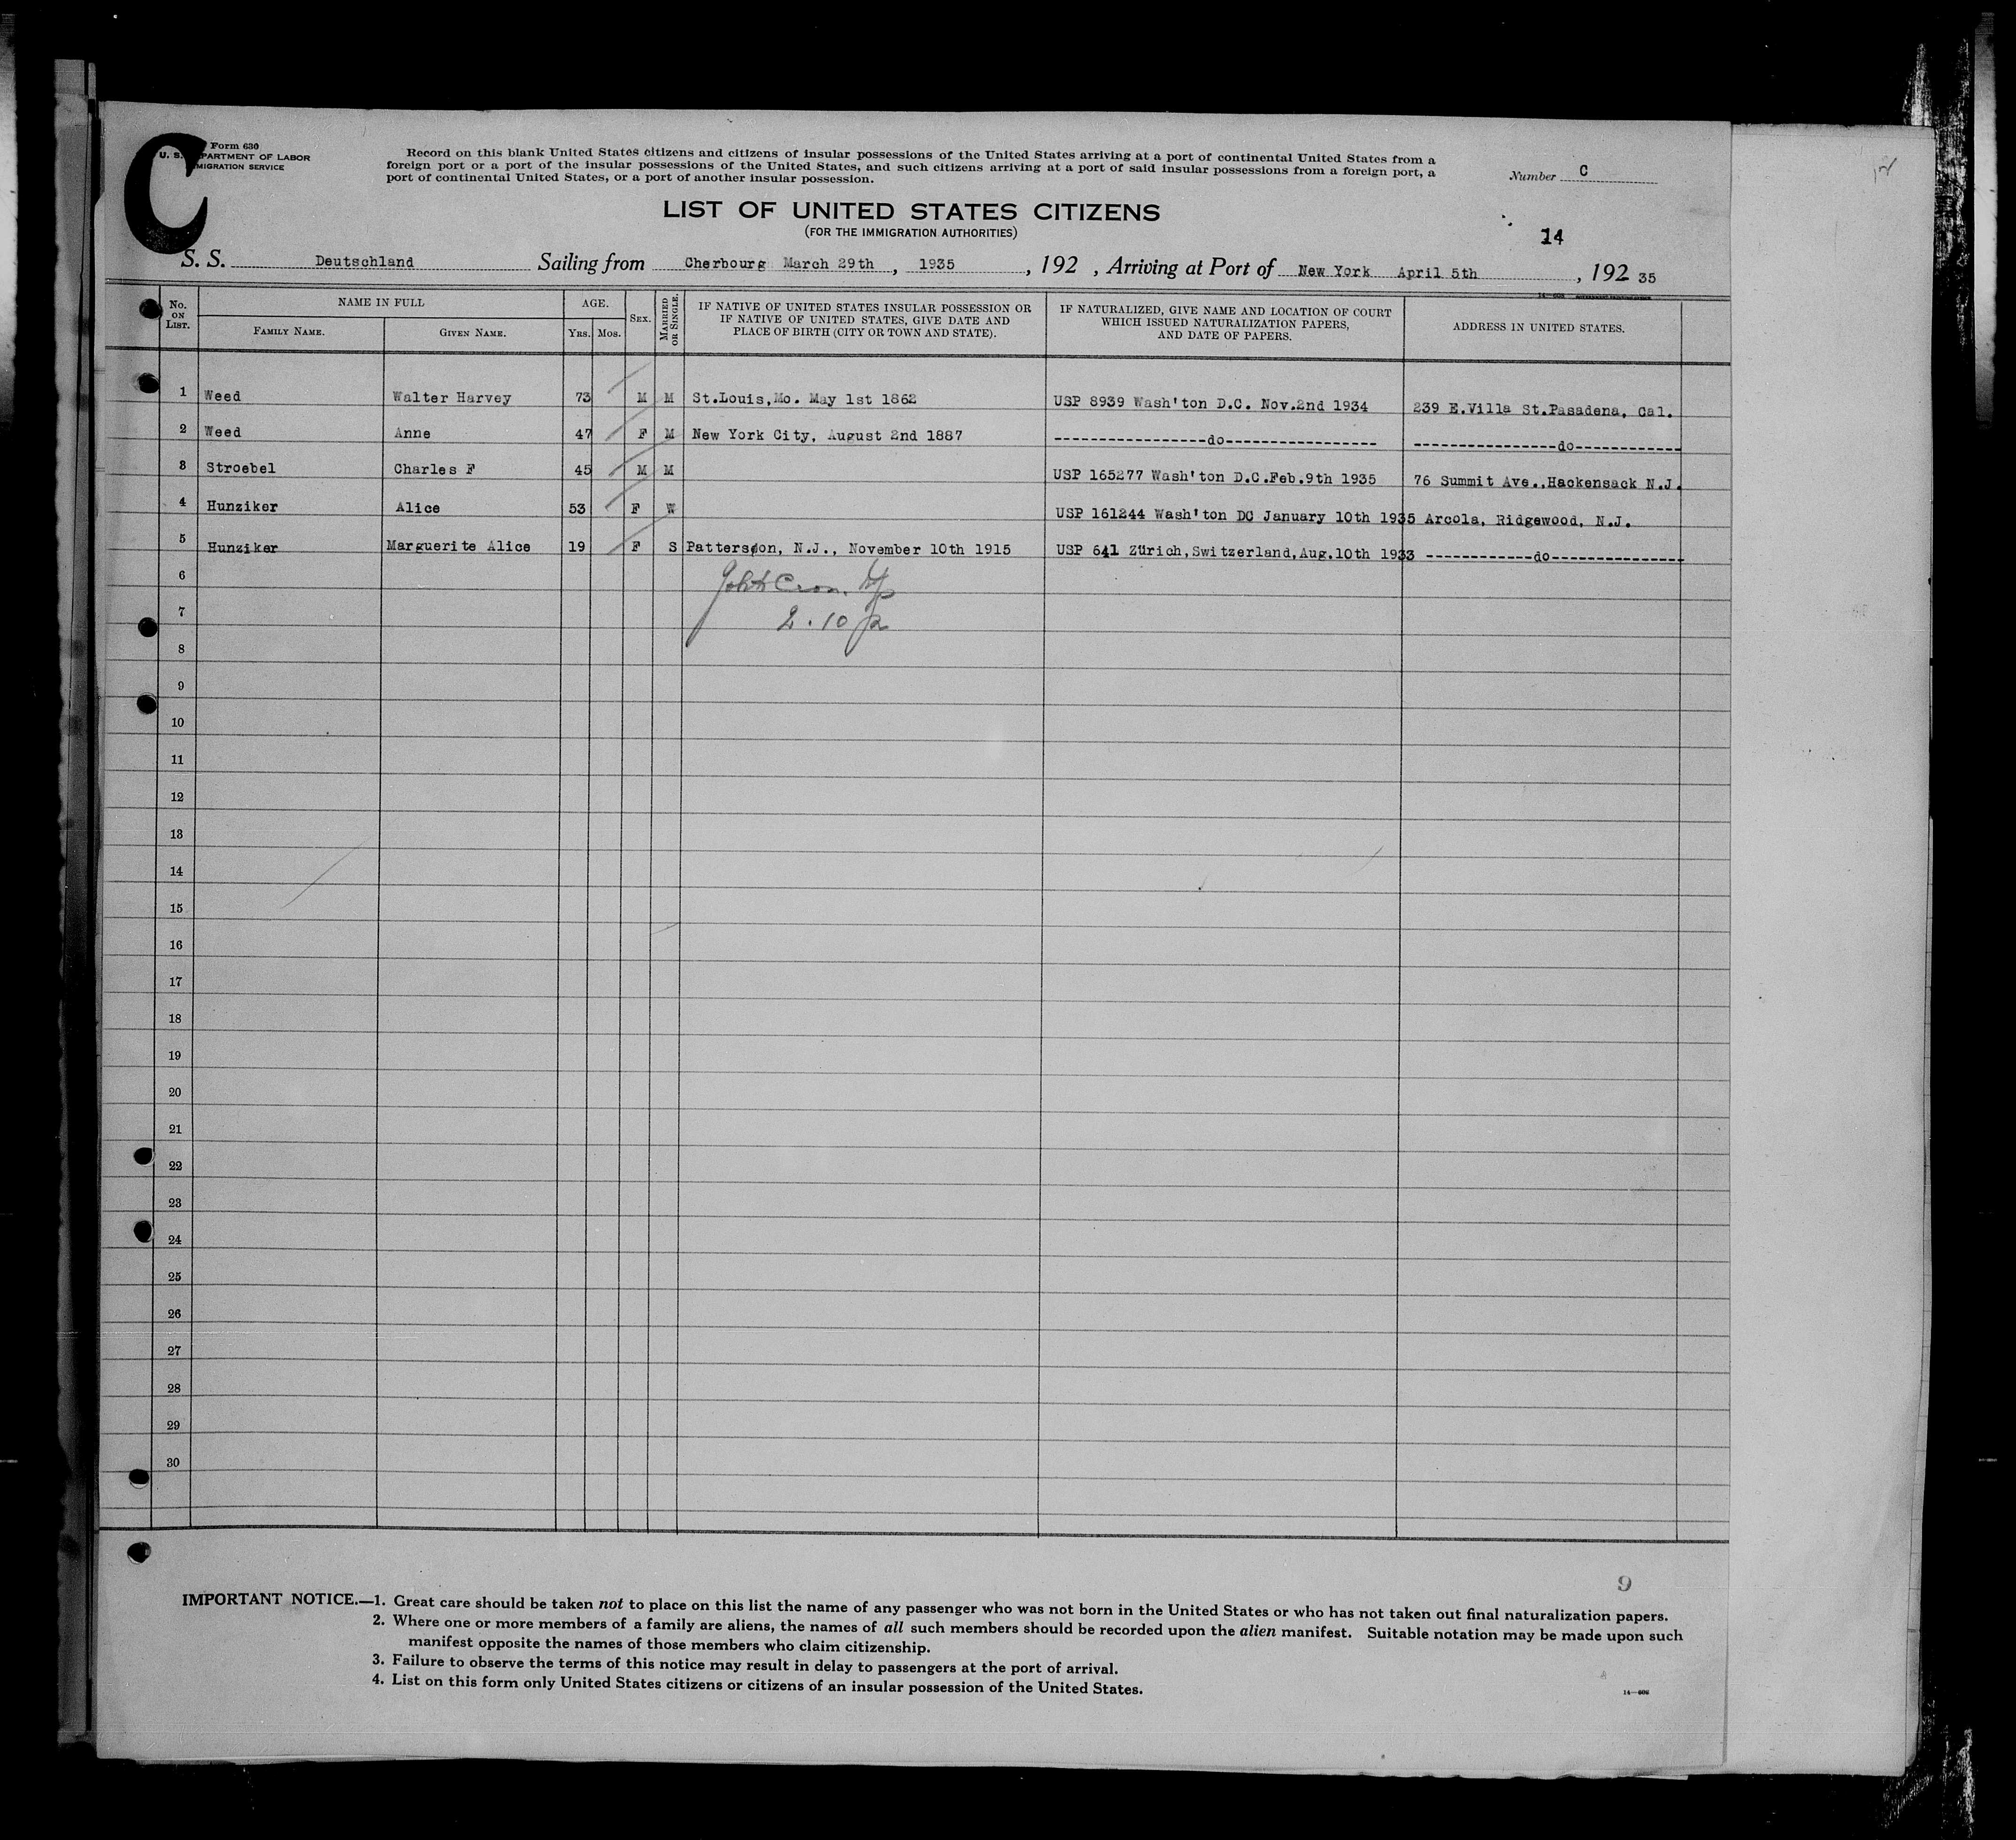 C
Form 630
U. S. DEPARTMENT OF LABOR
IMMIGRATION SERVICE
Record on this blank United States citizens and citizens of insular possessions of the United States arriving at a port of continental United States from a
foreign port or a port of the insular possessions of the United States, and such citizens arriving at a port of said insular possessions from a foreign port, a
port of continental United States, or a port of another insular possession.
Number C
LIST OF UNITED STATES CITIZENS
(FOR THE IMMIGRATION AUTHORITIES)
14
S. S. Deutschland Sailing from Cherbourg March 29th, 1935, 192 , Arriving at Port of New York April 5th, 192 35
No. ON LIST. NAME IN FULL FAMILY NAME. GIVEN NAME. AGE. YRS. MOS. SEX. MARRIED OR SINGLE. IF NATIVE OF UNITED STATES INSULAR POSSESSION OR IF NATIVE OF UNITED STATES, GIVE DATE AND PLACE OF BIRTH (CITY OR TOWN AND STATE). IF NATURALIZED, GIVE NAME AND LOCATION OF COURT WHICH ISSUED NATURALIZATION PAPERS, AND DATE OF PAPERS. ADDRESS IN UNITED STATES.
1 Weed Walter Harvey 73 M M St.Louis,Mo. May 1st 1862 USP 8939 Wash'ton D.C. Nov.2nd 1934 239 E.Villa St.Pasadena, Cal.
2 Weed Anne 47 F M New York City, August 2nd 1887 -----------------do----------------- ----------------do------------
3 Stroebel Charles F 45 M M USP 165277 Wash'ton D.C.Feb.9th 1935 76 Summit Ave.,Hackensack N.J.
4 Hunziker Alice 53 F W USP 161244 Wash'ton DC January 10th 1935 Arcola, Ridgewood, N.J.
5 Hunziker Marguerite Alice 19 F S Patterson, N.J., November 10th 1915 USP 641 Zürich,Switzerland,Aug.10th 1933 ------------do---------------
6
7 2.10
8
9
10
11
12
13
14
15
16
17
18
19
20
21
22
23
24
25
26
27
28
29
30
9
IMPORTANT NOTICE.—1. Great care should be taken not to place on this list the name of any passenger who was not born in the United States or who has not taken out final naturalization papers.
2. Where one or more members of a family are aliens, the names of all such members should be recorded upon the alien manifest. Suitable notation may be made upon such
manifest opposite the names of those members who claim citizenship.
3. Failure to observe the terms of this notice may result in delay to passengers at the port of arrival.
4. List on this form only United States citizens or citizens of an insular possession of the United States.
14—606